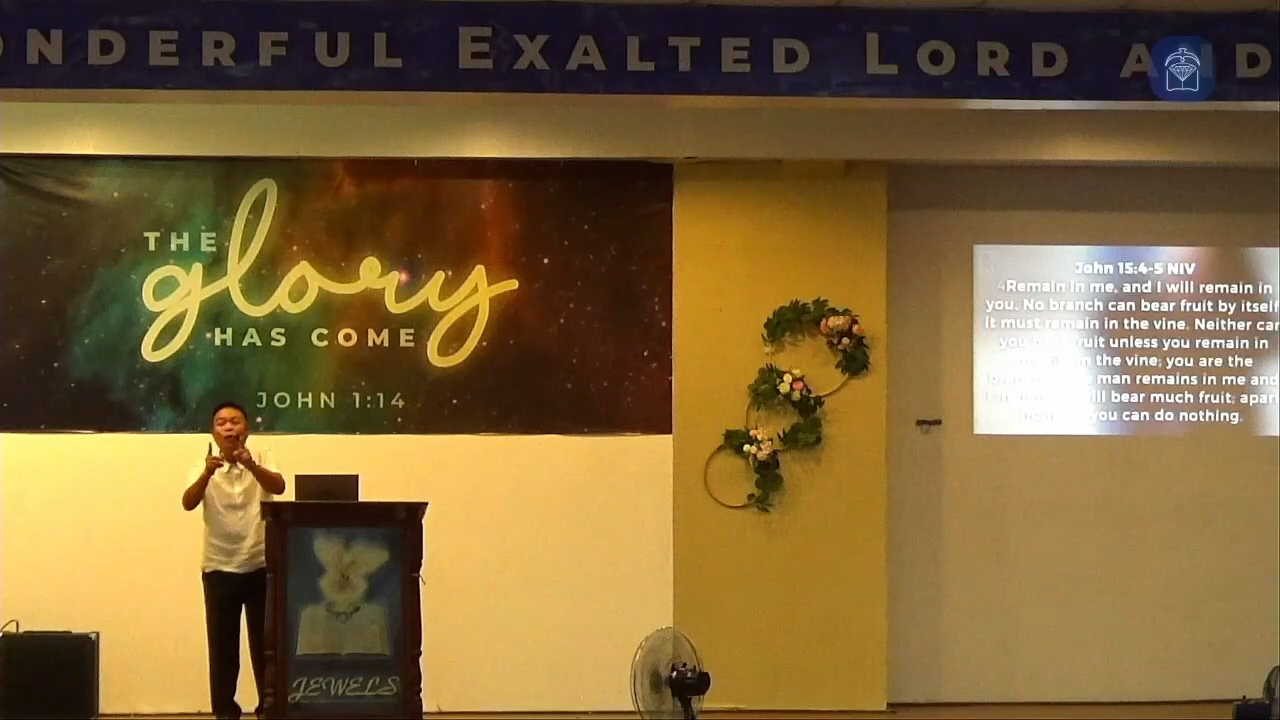 ONDERFUL EXALTED LORD AND
THE
glory
HAS COME
JOHN 1:14
John 15:4-5 NIV
4Remain in me, and I will remain in
you. No branch can bear fruit by itself
it must remain in the vine. Neither can
you fruit unless you remain in
the vine; you are the
man remains in me and
will bear much fruit; apart
you can do nothing.
JEWELS